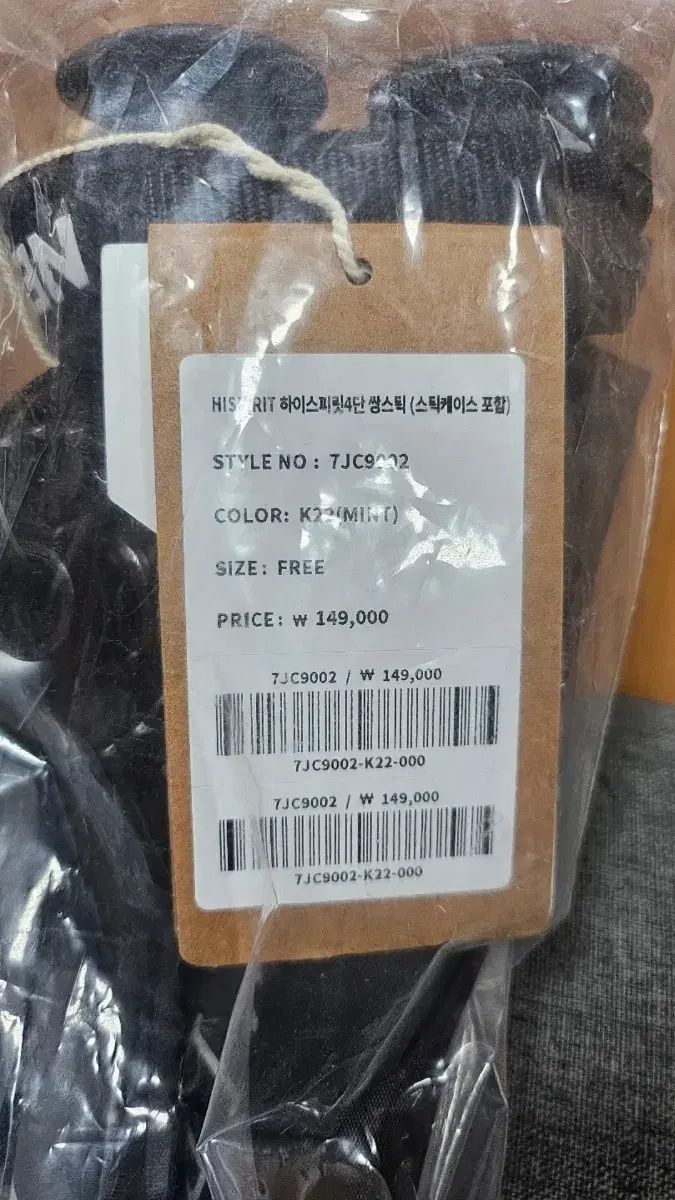 HISPIRIT 하이스피릿4단 쌍스틱 (스틱케이스 포함)
STYLE NO : 7JC9002
COLOR: K22(MINT)
SIZE: FREE
PRICE: ₩ 149,000
7JC9002 / ₩ 149,000
7JC9002-K22-000
7JC9002 / ₩ 149,000
7JC9002-K22-000